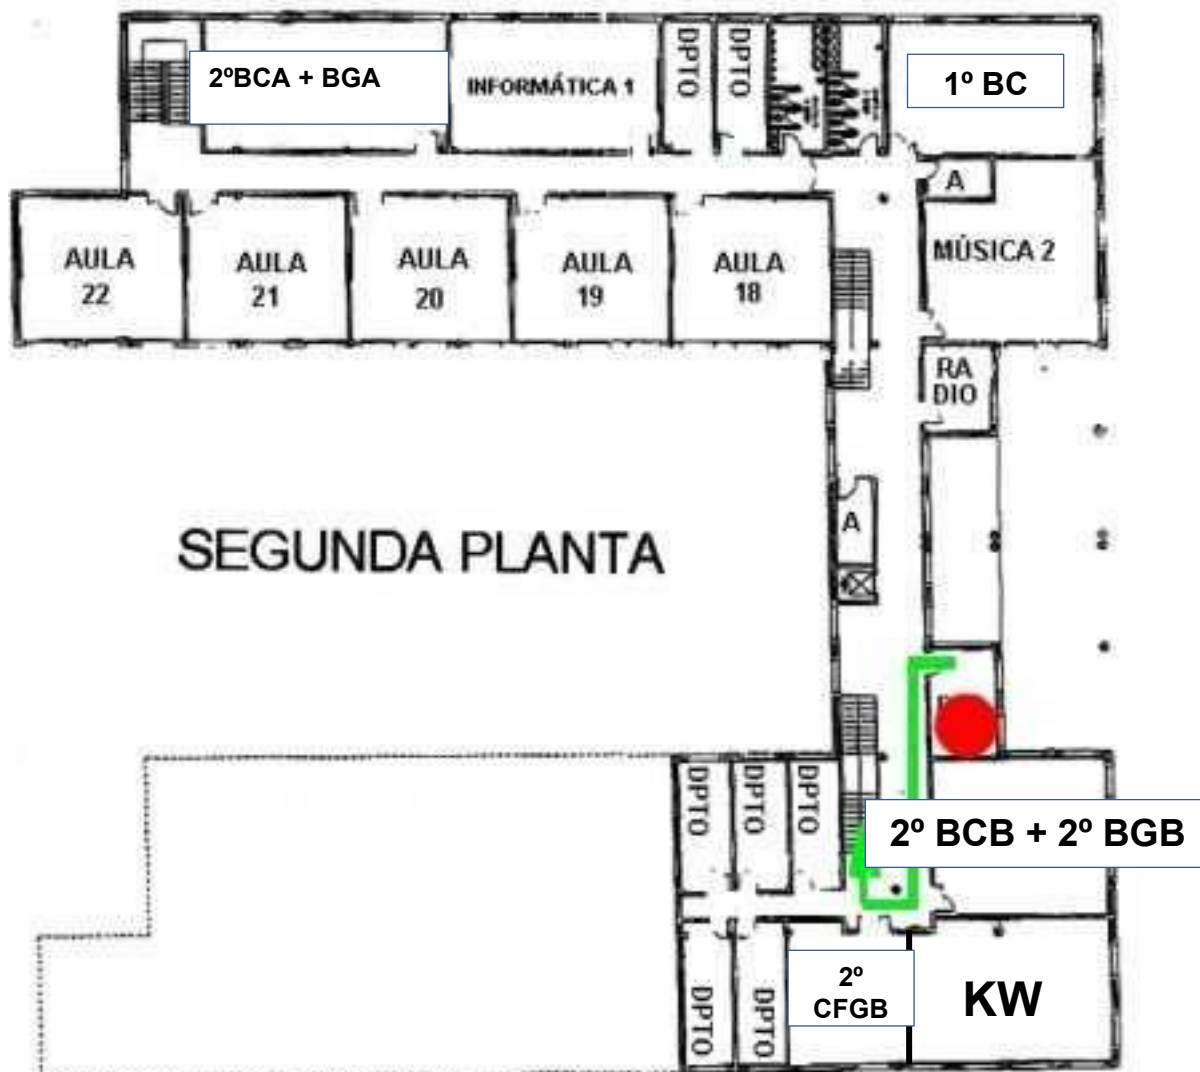 2ºBCA + BGA
INFORMÁTICA 1
DPTO
DPTO
1º BC
A
MÚSICA 2
AULA
22
AULA
21
AULA
20
AULA
19
AULA
18
RA
DIO
A
SEGUNDA PLANTA
DPTO
DPTO
DPTO
2º BCB + 2º BGB
DPTO
DPTO
2º
CFGB
KW